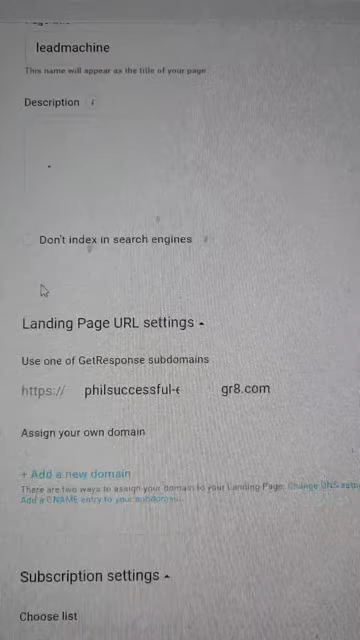 leadmachine
This name will appear as the title of your page
Description i
Don't index in search engines
Landing Page URL settings
Use one of GetResponse subdomains
https:// philsuccessful-e gr8.com
Assign your own domain
+ Add a new domain
There are two ways to assign your domain to your Landing Page: Change DNS
Add a CNAME entry to your subdomain.
Subscription settings
Choose list